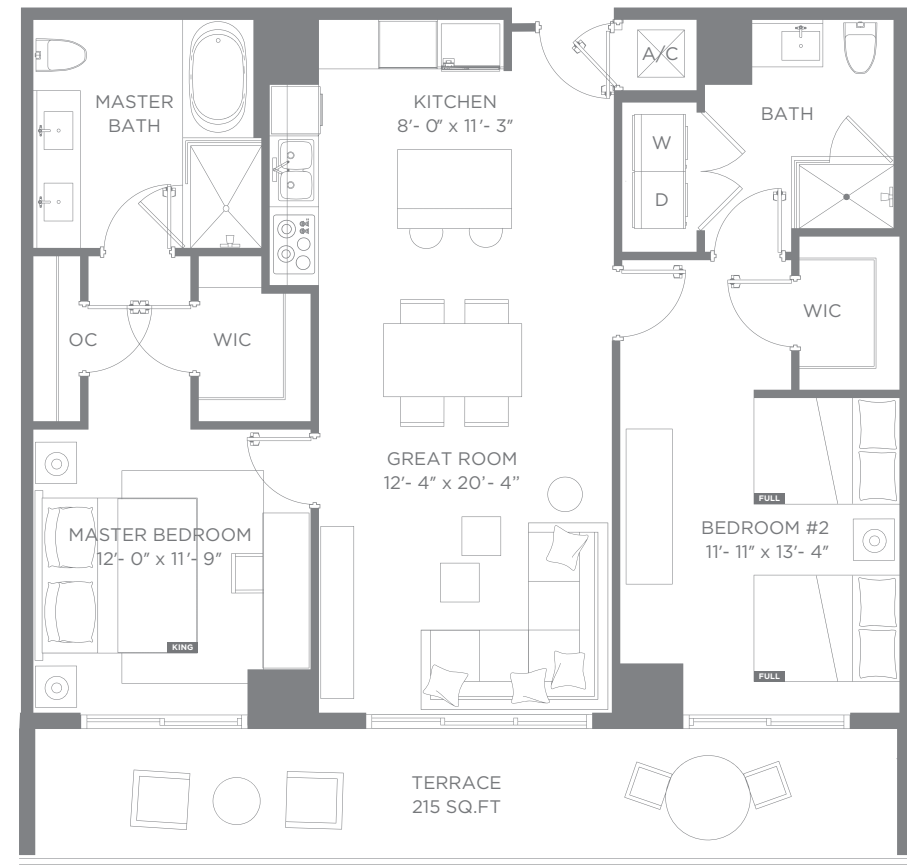 A/C
MASTER
BATH
KITCHEN
8'- 0" x 11'- 3"
BATH
W
D
OC
WIC
WIC
GREAT ROOM
12'- 4" x 20'- 4"
FULL
MASTER BEDROOM
12'- 0" x 11'- 9"
BEDROOM #2
11'- 11" x 13'- 4"
KING
FULL
TERRACE
215 SQ.FT